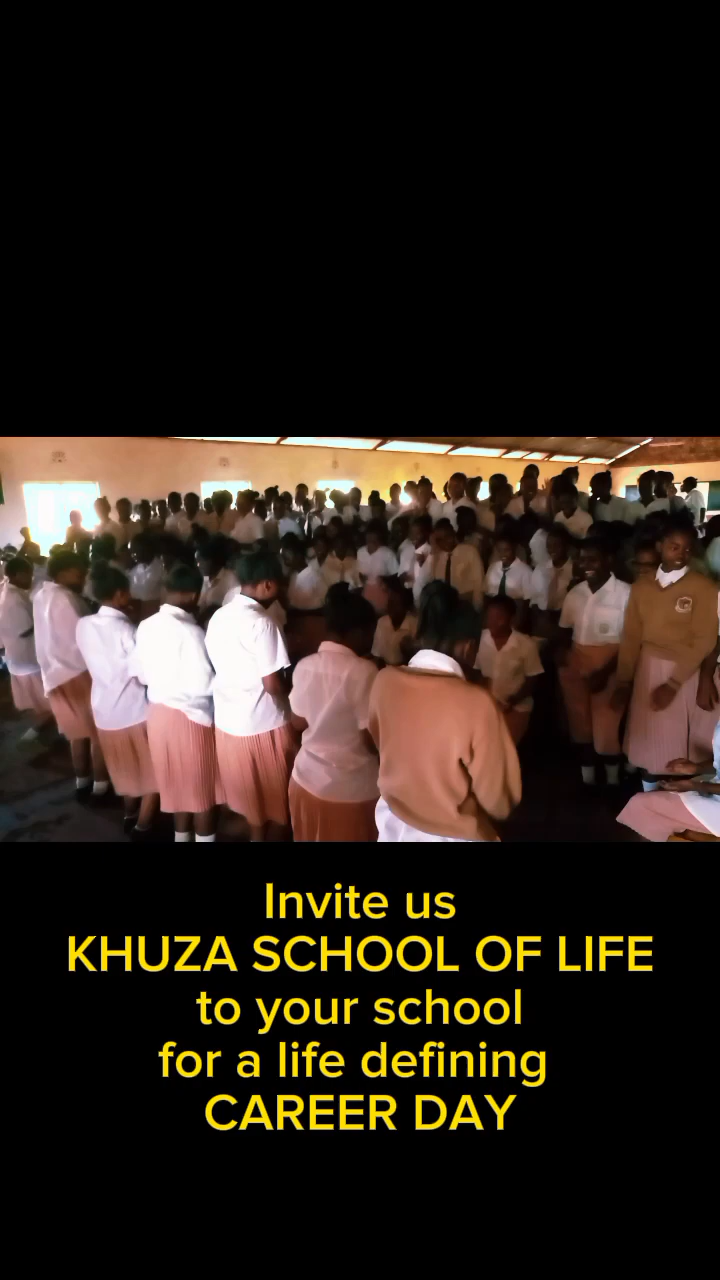 Invite us
KHUZA SCHOOL OF LIFE
to your school
for a life defining
CAREER DAY